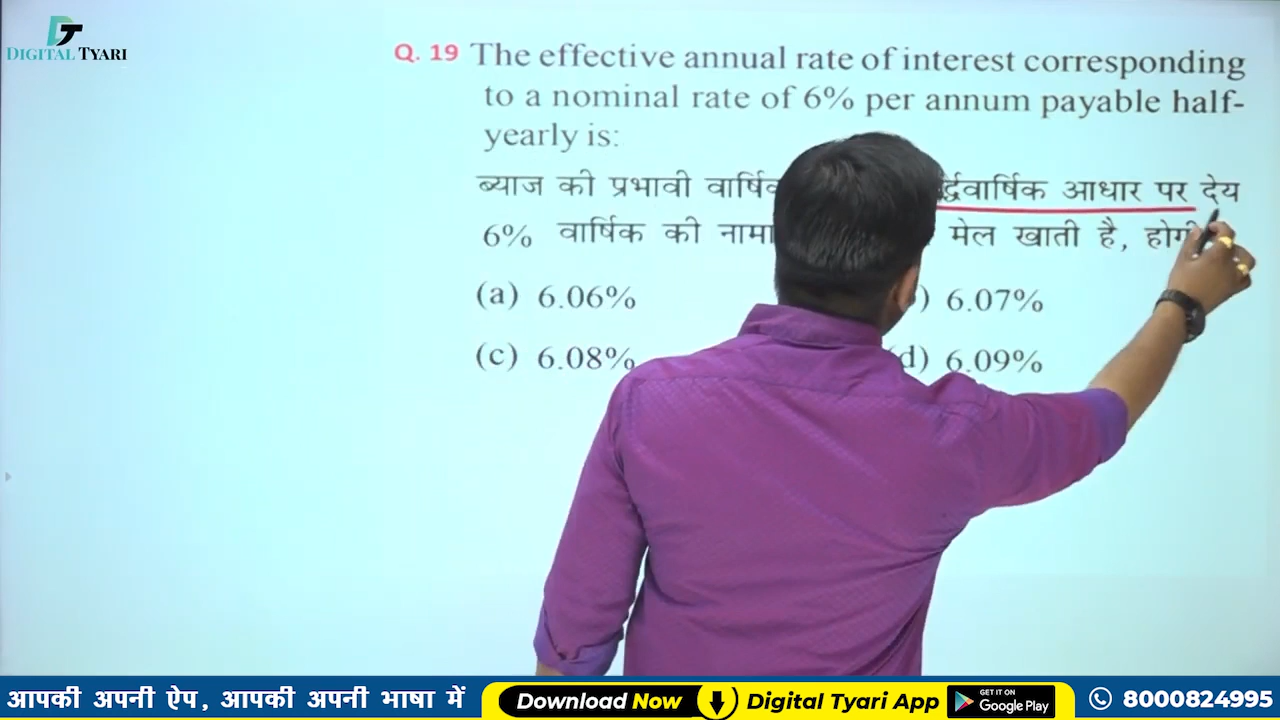 DT
DIGITAL TYARI
Q. 19 The effective annual rate of interest corresponding
to a nominal rate of 6% per annum payable half-
yearly is:
ब्याज की प्रभावी वार्षिक देय आधार पर
6% वार्षिक की मेल खाती है,
(a) 6.06%
) 6.07%
(c) 6.08%
(d) 6.09%
आपकी अपनी ऐप, आपकी अपनी भाषा में
Download Now
Digital Tyari App
GET IT ON
Google Play
8000824995